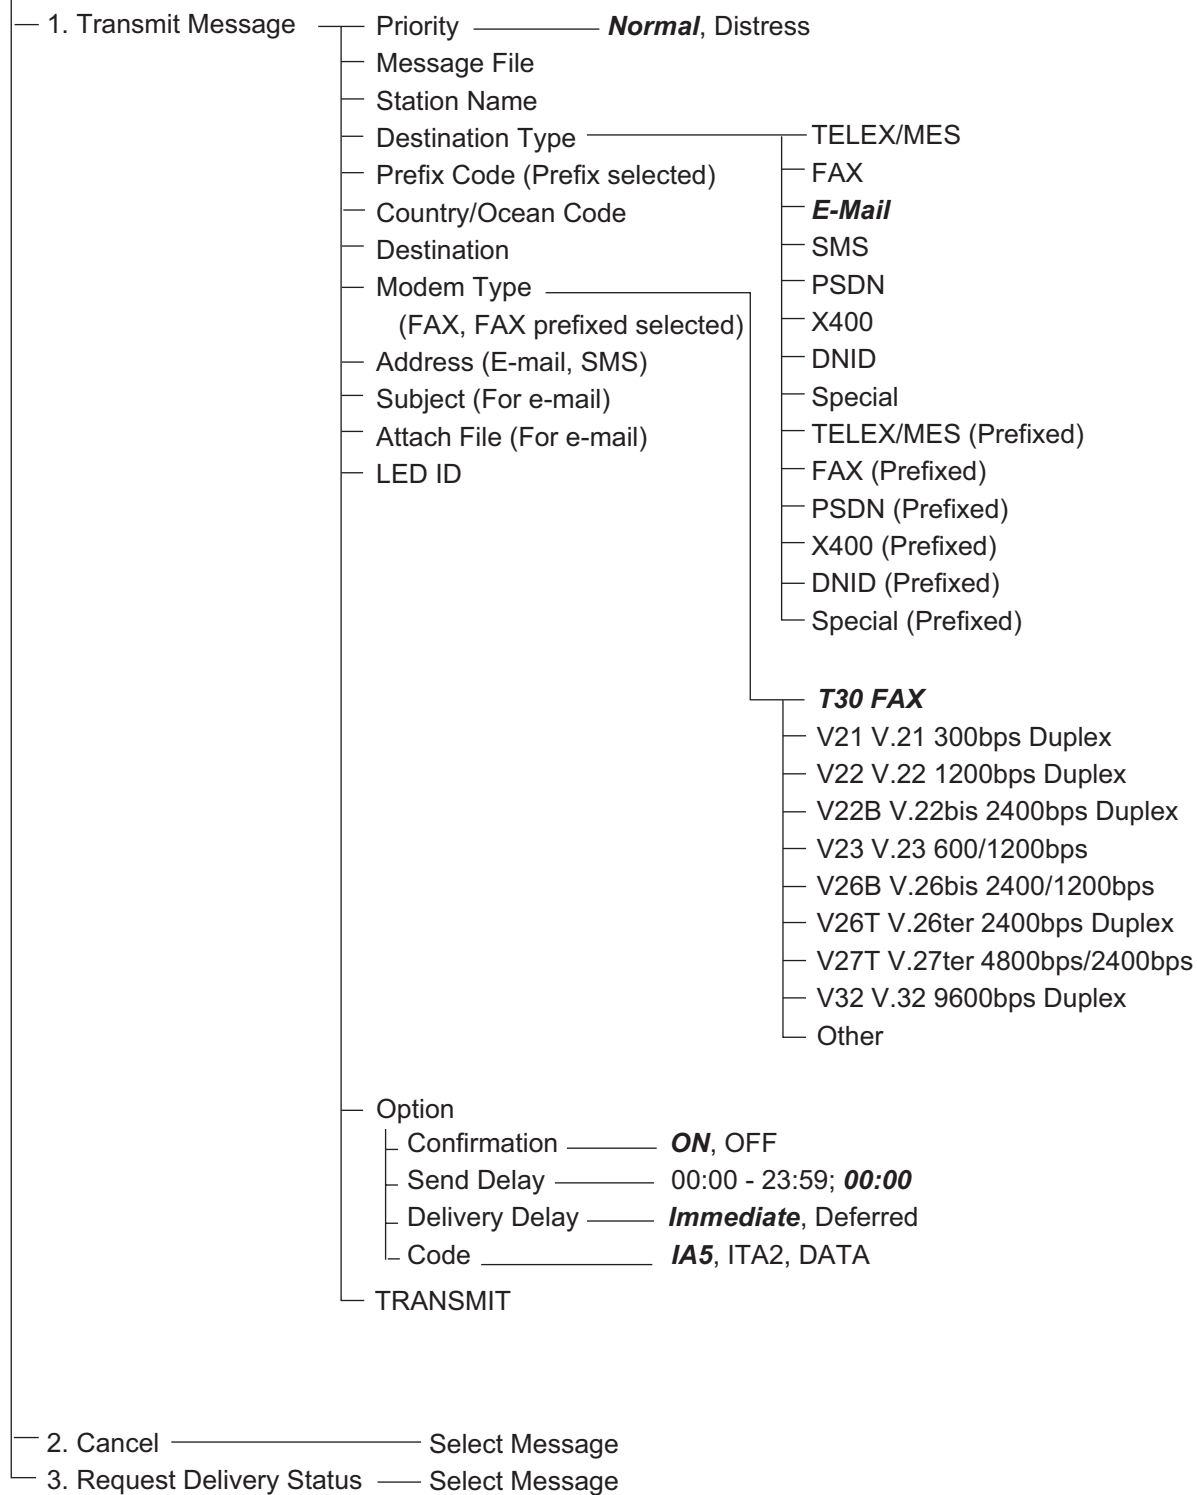 1. Transmit Message
Priority
Normal, Distress
Message File
Station Name
Destination Type
Prefix Code (Prefix selected)
Country/Ocean Code
Destination
Modem Type
(FAX, FAX prefixed selected)
Address (E-mail, SMS)
Subject (For e-mail)
Attach File (For e-mail)
LED ID
TELEX/MES
FAX
E-Mail
SMS
PSDN
X400
DNID
Special
TELEX/MES (Prefixed)
FAX (Prefixed)
PSDN (Prefixed)
X400 (Prefixed)
DNID (Prefixed)
Special (Prefixed)
T30 FAX
V21 V.21 300bps Duplex
V22 V.22 1200bps Duplex
V22B V.22bis 2400bps Duplex
V23 V.23 600/1200bps
V26B V.26bis 2400/1200bps
V26T V.26ter 2400bps Duplex
V27T V.27ter 4800bps/2400bps
V32 V.32 9600bps Duplex
Other
Option
Confirmation
ON, OFF
Send Delay
00:00 - 23:59; 00:00
Delivery Delay
Immediate, Deferred
Code
IA5, ITA2, DATA
TRANSMIT
2. Cancel
Select Message
3. Request Delivery Status
Select Message